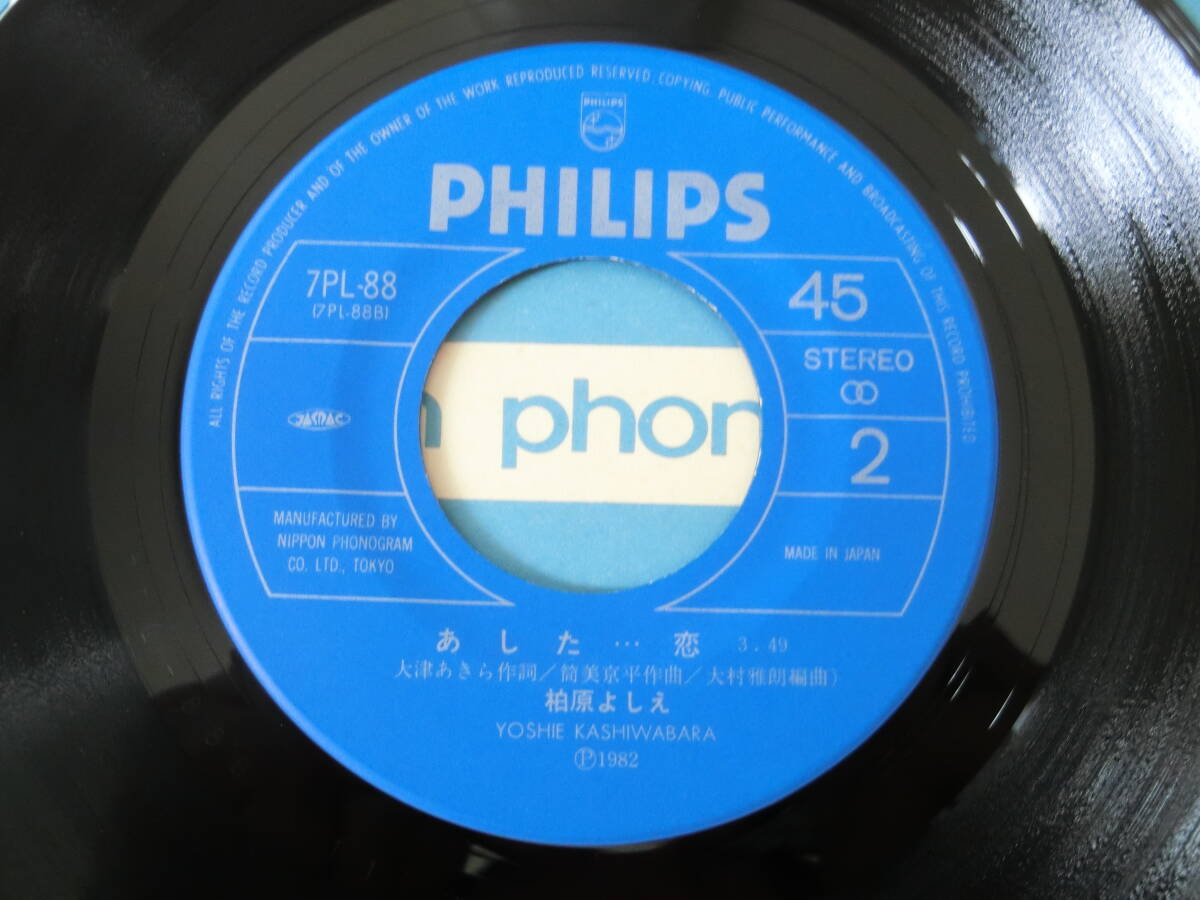 ALL RIGHTS OF THE RECORD PRODUCER AND OF THE OWNER OF THE WORK REPRODUCED RESERVED. COPYING, PUBLIC PERFORMANCE AND BROADCASTING OF THIS RECORD PROHIBITED
PHILIPS
PHILIPS
7PL-88
(7PL-88B)
JASRAC
MANUFACTURED BY
NIPPON PHONOGRAM
CO. LTD., TOKYO
45
STEREO
2
MADE IN JAPAN
phon
あした…恋 3.49
大津あきら作詞/筒美京平作曲/大村雅朗編曲)
柏原よしえ
YOSHIE KASHIWABARA
Ⓟ1982